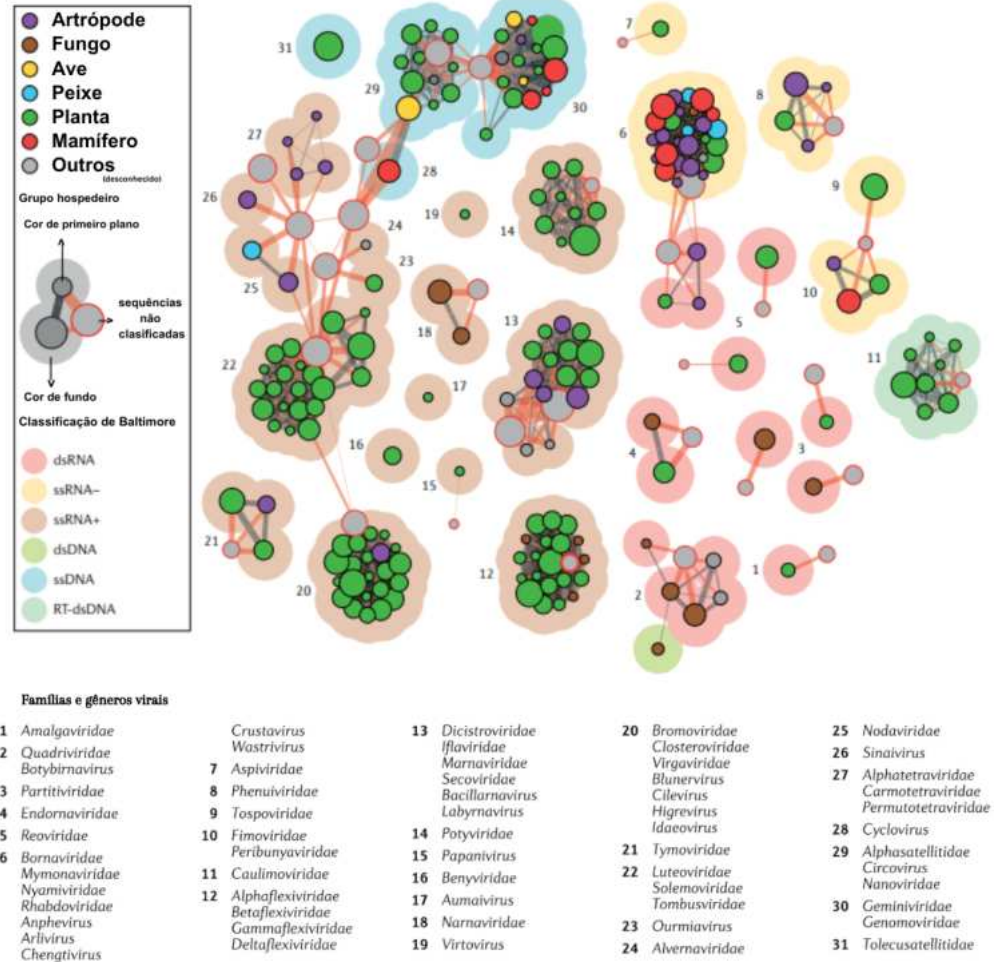 Artrópode
Fungo
Ave
Peixe
Planta
Mamífero
Outros
(desconhecido)
Grupo hospedeiro
Cor de primeiro plano
sequências
não
classificadas
Cor de fundo
Classificação de Baltimore
dsRNA
ssRNA–
ssRNA+
dsDNA
ssDNA
RT-dsDNA
31
29
30
7
6
8
27
28
26
24
19
14
9
23
25
10
5
18
13
22
17
11
16
15
4
3
21
20
12
2
1
Famílias e gêneros virais
1 Amalgaviridae
2 Quadriviridae
Botybirnavirus
3 Partitiviridae
4 Endornaviridae
5 Reoviridae
6 Bornaviridae
Mymonaviridae
Nyamiviridae
Rhabdoviridae
Anphevirus
Arlivirus
Chengtivirus
Crustavirus
Wastrivirus
7 Aspiviridae
8 Phenuiviridae
9 Tospoviridae
10 Fimoviridae
Peribunyaviridae
11 Caulimoviridae
12 Alphaflexiviridae
Betaflexiviridae
Gammaflexiviridae
Deltaflexiviridae
13 Dicistroviridae
Iflaviridae
Marnaviridae
Secoviridae
Bacillarnavirus
Labyrnavirus
14 Potyviridae
15 Papanivirus
16 Benyviridae
17 Aumaivirus
18 Narnaviridae
19 Virtovirus
20 Bromoviridae
Closteroviridae
Virgaviridae
Blunervirus
Cilevirus
Higrevirus
Idaeovirus
21 Tymoviridae
22 Luteoviridae
Solemoviridae
Tombusviridae
23 Ourmiavirus
24 Alvernaviridae
25 Nodaviridae
26 Sinaivirus
27 Alphatetraviridae
Carmotetraviridae
Permutotetraviridae
28 Cyclovirus
29 Alphasatellitidae
Circovirus
Nanoviridae
30 Geminiviridae
Genomoviridae
31 Tolecusatellitidae